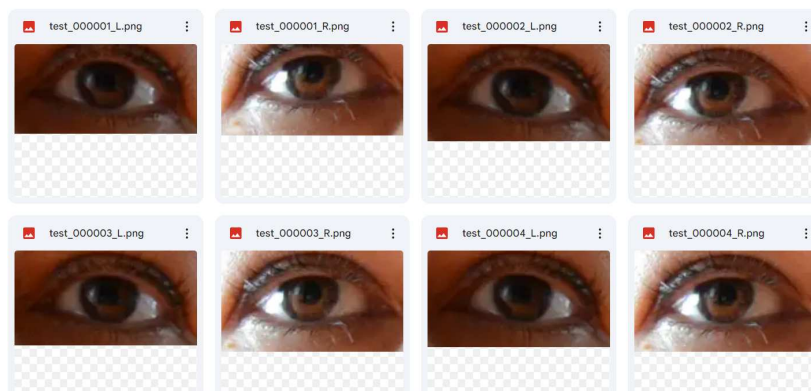 test_000001_L.png
test_000001_R.png
test_000002_L.png
test_000002_R.png
test_000003_L.png
test_000003_R.png
test_000004_L.png
test_000004_R.png